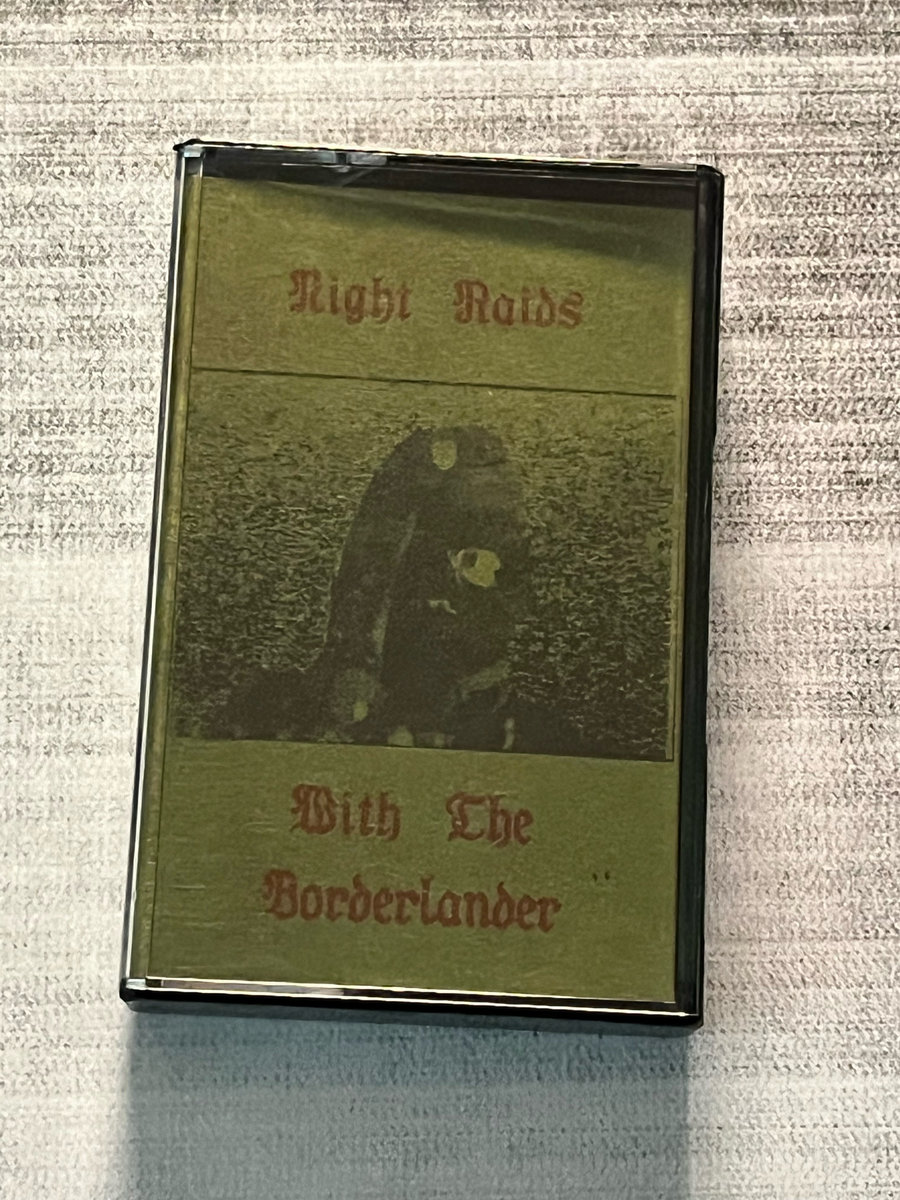 Night Raids
With The
Borderlander